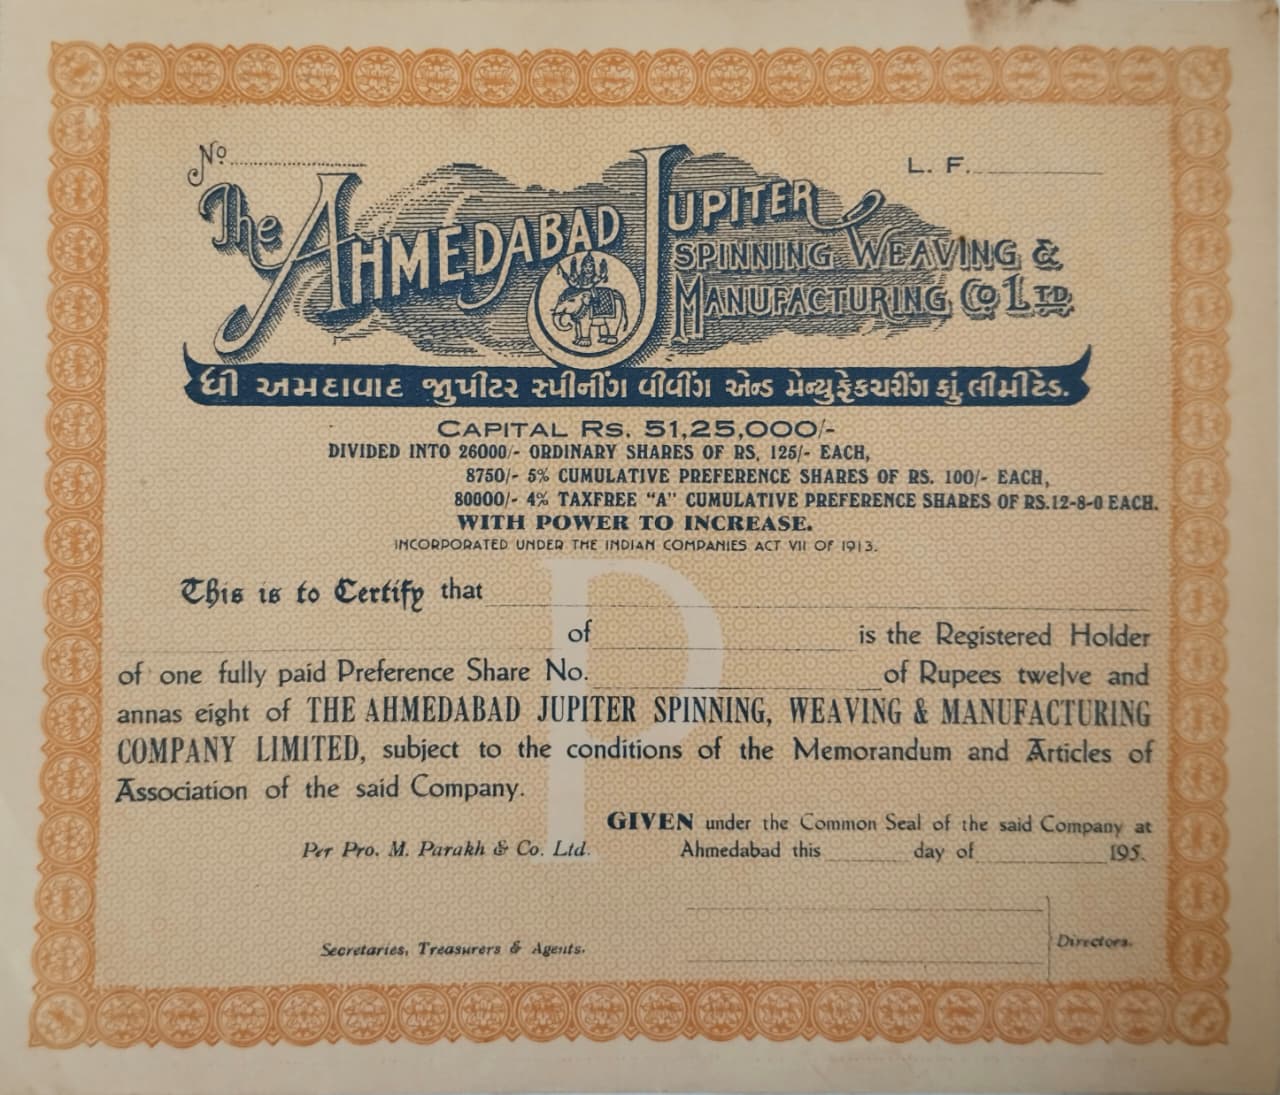 No
L. F.
The AHMEDABAD JUPITER
SPINNING WEAVING &
MANUFACTURING Co LTD.
ધી અમદાવાદ જીુપીટર સ્પીનીંગ વીવીંગ એન્ડ મેન્યુફેકચરીંગ કું. લીમીટેડ.
CAPITAL RS. 51,25,000/-
DIVIDED INTO 26000/- ORDINARY SHARES OF RS. 125/- EACH,
8750/- 5% CUMULATIVE PREFERENCE SHARES OF RS. 100/- EACH,
80000/- 4% TAXFREE "A" CUMULATIVE PREFERENCE SHARES OF RS.12-8-0 EACH.
WITH POWER TO INCREASE.
INCORPORATED UNDER THE INDIAN COMPANIES ACT VII OF 1913.
P
This is to Certify that
of is the Registered Holder
of one fully paid Preference Share No. of Rupees twelve and
annas eight of THE AHMEDABAD JUPITER SPINNING, WEAVING & MANUFACTURING
COMPANY LIMITED, subject to the conditions of the Memorandum and Articles of
Association of the said Company.
GIVEN under the Common Seal of the said Company at
Per Pro. M. Parakh & Co. Ltd. Ahmedabad this day of 195.
Secretaries, Treasurers & Agents. Directors.